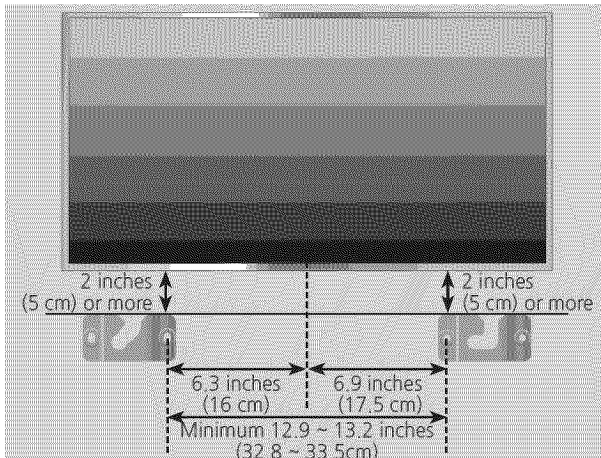 2 inches
(5 cm) or more
2 inches
(5 cm) or more
6.3 inches
(16 cm)
6.9 inches
(17.5 cm)
Minimum 12.9 ~ 13.2 inches
(32.8 ~ 33.5cm)